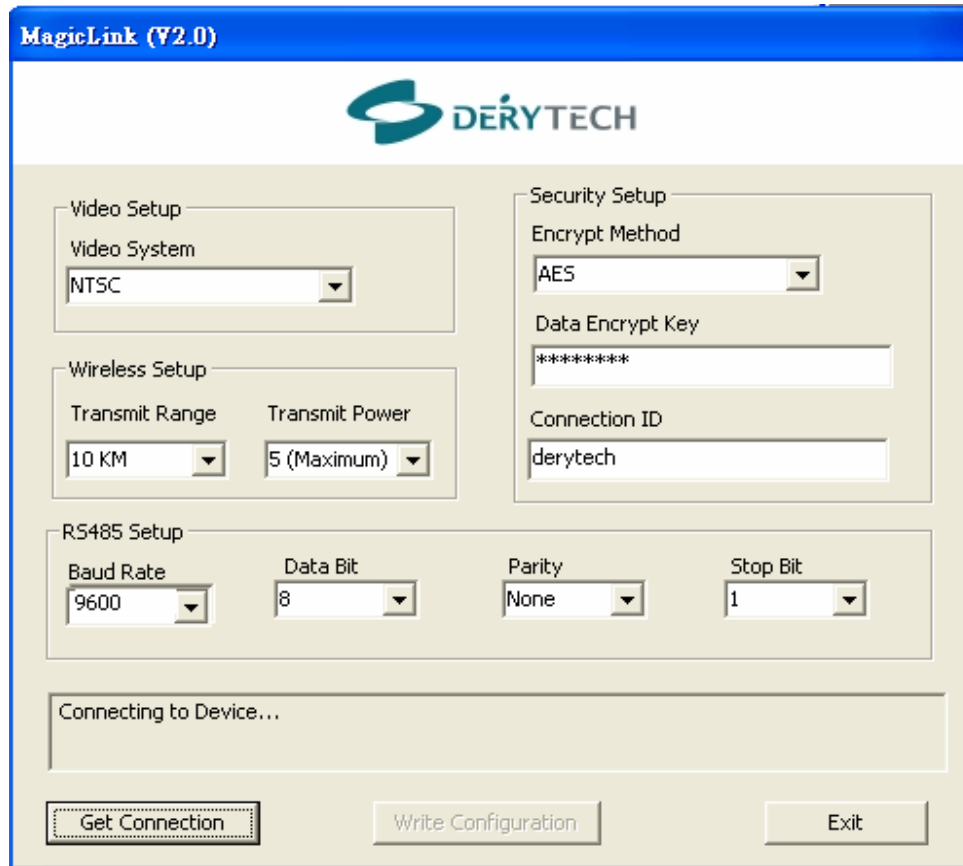 MagicLink (V2.0)
DERYTECH
Video Setup
Video System
NTSC
Security Setup
Encrypt Method
AES
Data Encrypt Key
********
Connection ID
derytech
Wireless Setup
Transmit Range
Transmit Power
10 KM
5 (Maximum)
RS485 Setup
Baud Rate
Data Bit
Parity
Stop Bit
9600
8
None
1
Connecting to Device...
Get Connection
Write Configuration
Exit